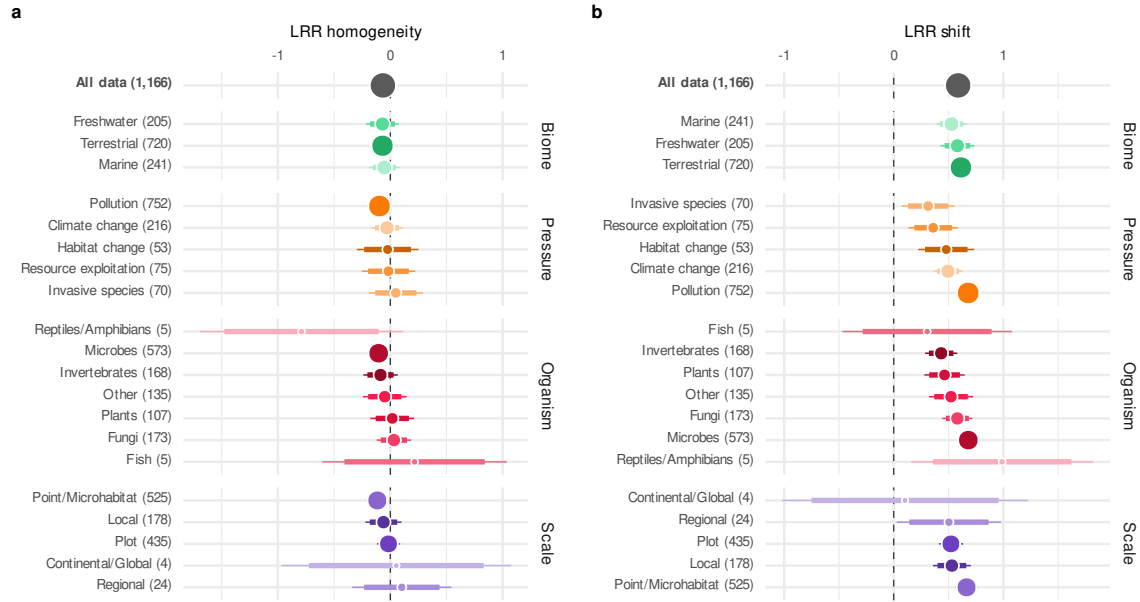 a
LRR homogeneity
-1 0 1
All data (1,166)
Freshwater (205)
Terrestrial (720)
Marine (241)
Biome
Pollution (752)
Climate change (216)
Habitat change (53)
Resource exploitation (75)
Invasive species (70)
Pressure
Reptiles/Amphibians (5)
Microbes (573)
Invertebrates (168)
Other (135)
Plants (107)
Fungi (173)
Fish (5)
Organism
Point/Microhabitat (525)
Local (178)
Plot (435)
Continental/Global (4)
Regional (24)
Scale
b
LRR shift
-1 0 1
All data (1,166)
Marine (241)
Freshwater (205)
Terrestrial (720)
Biome
Invasive species (70)
Resource exploitation (75)
Habitat change (53)
Climate change (216)
Pollution (752)
Pressure
Fish (5)
Invertebrates (168)
Plants (107)
Other (135)
Fungi (173)
Microbes (573)
Reptiles/Amphibians (5)
Organism
Continental/Global (4)
Regional (24)
Plot (435)
Local (178)
Point/Microhabitat (525)
Scale